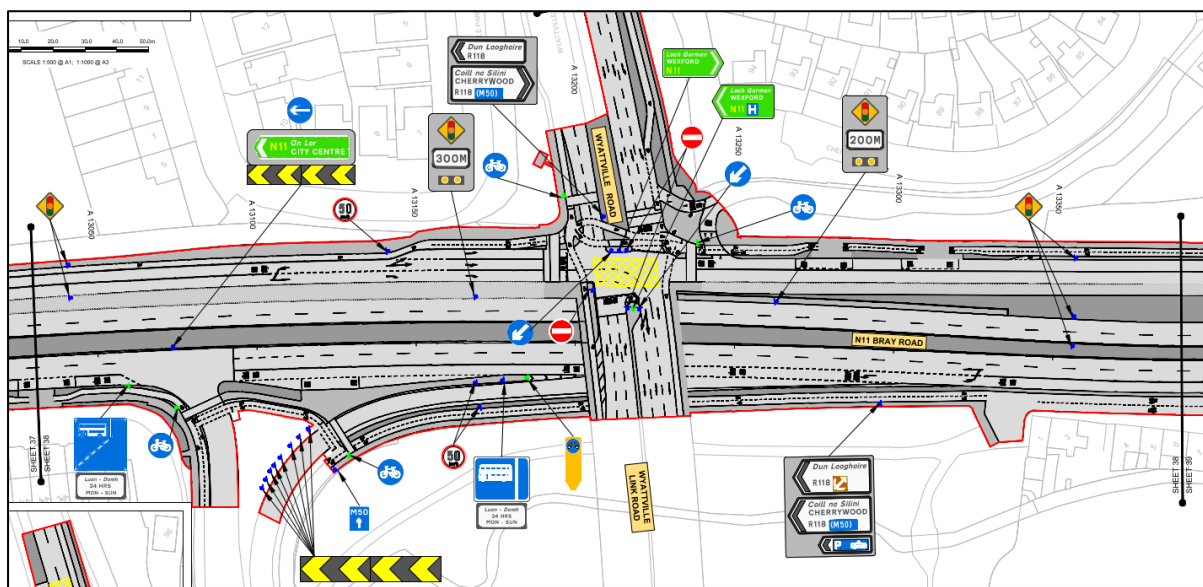 10.0 20.0 30.0 40.0 50.0m
SCALE 1:500 @ A1; 1:1000 @ A3
Dun Laoghaire
R118
Coill na Silini
CHERRYWOOD
R118 (M50)
A 13200
Loch Garman
WEXFORD
N11
Loch Garman
WEXFORD
N11 H
A 13250
200M
300M
N11 An Lar
CITY CENTRE
50
A 13050
A 13100
A 13150
WYATTVILLE ROAD
A 13300
A 13350
N11 BRAY ROAD
SHEET 37
SHEET 38
SHEET 38
SHEET 39
Luan - Domh
24 HRS
MON - SUN
M50
50
Luan - Domh
24 HRS
MON - SUN
WYATTVILLE
LINK ROAD
Dun Laoghaire
R118
Coill na Silini
CHERRYWOOD
R118 (M50)
P